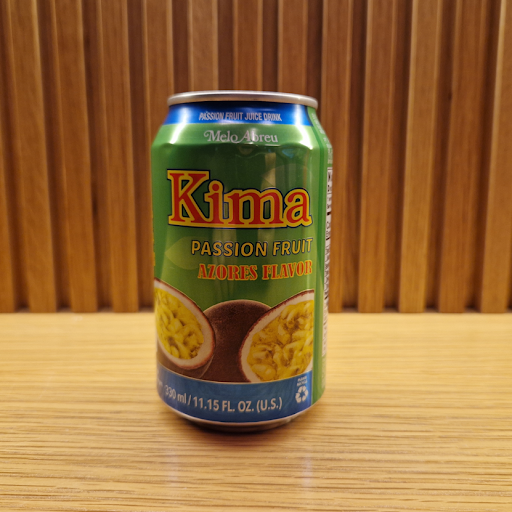 PASSION FRUIT JUICE DRINK
Melo Abreu
Kima
PASSION FRUIT
AZORES FLAVOR
330 ml / 11.15 FL. OZ. (U.S.)